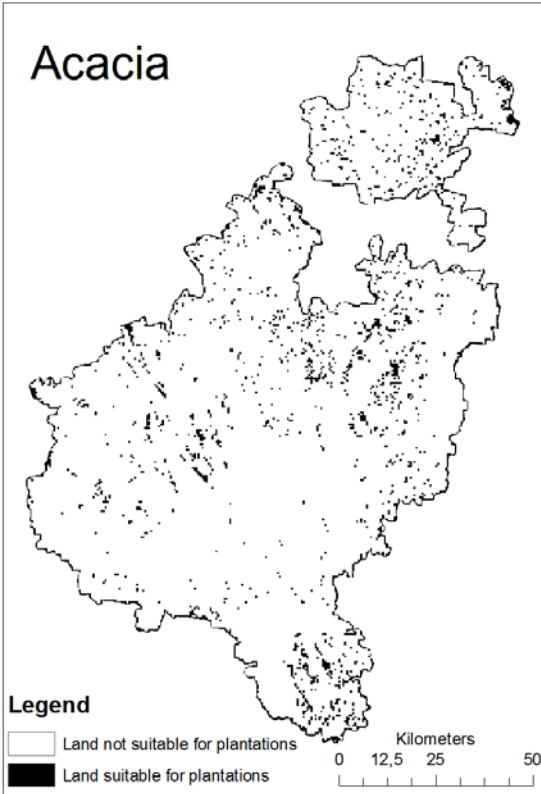 Acacia
Legend
Land not suitable for plantations
Land suitable for plantations
Kilometers
0 12,5 25 50